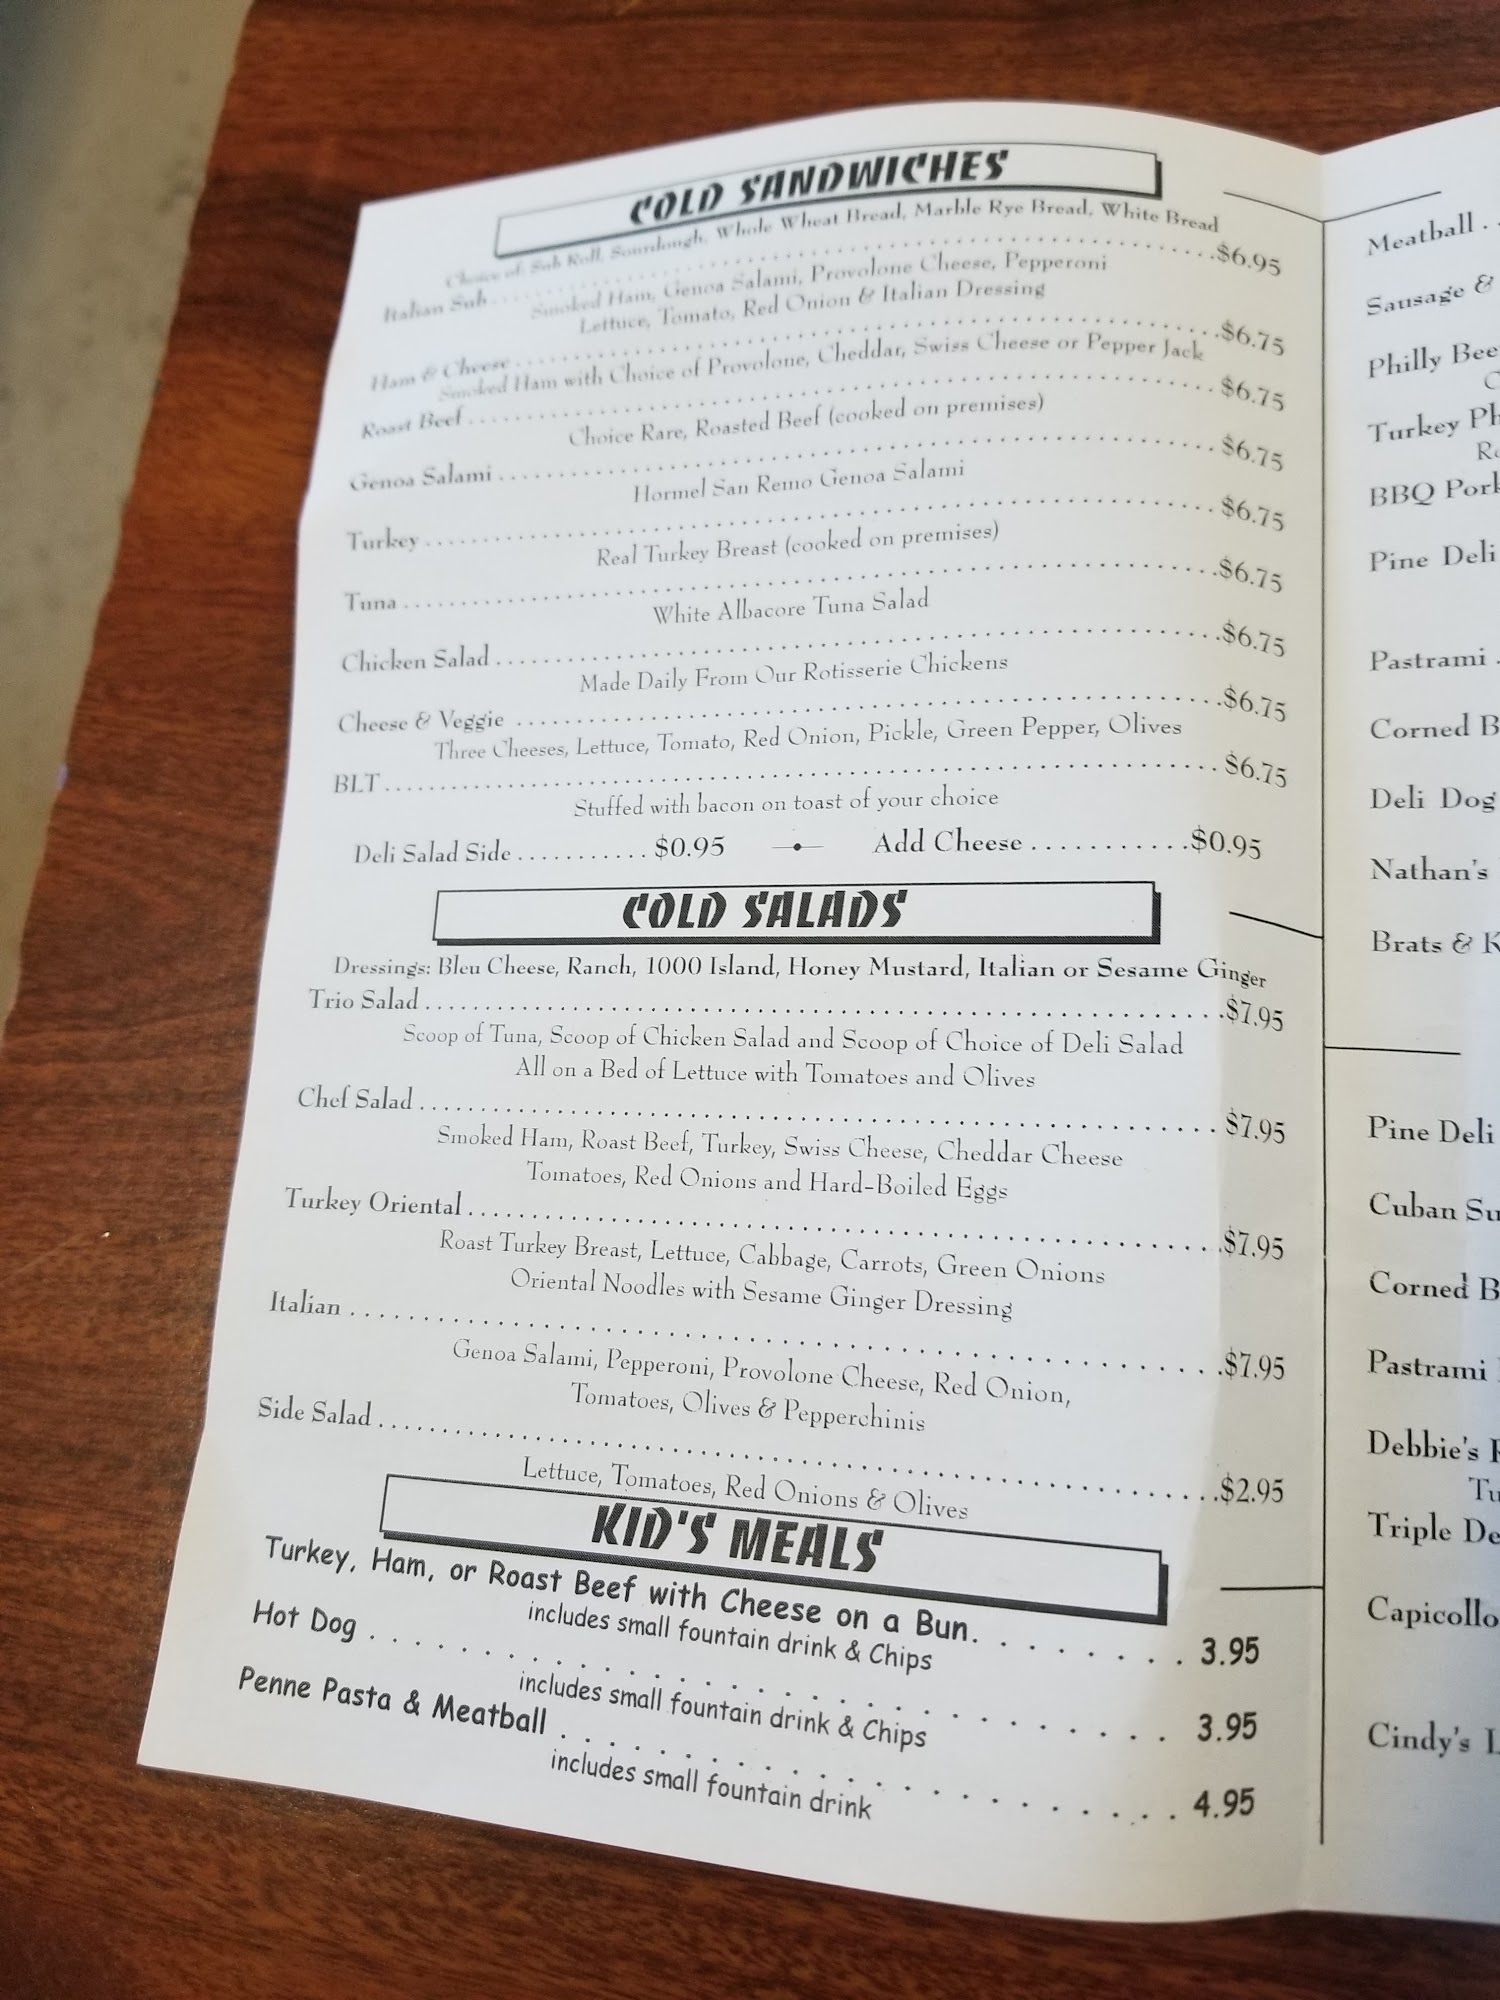 COLD SANDWICHES
Choice of: Sub Roll, Sourdough, Whole Wheat Bread, Marble Rye Bread, White Bread
Italian Sub . . . . . . . . . . $6.95
Smoked Ham, Genoa Salami, Provolone Cheese, Pepperoni
Lettuce, Tomato, Red Onion & Italian Dressing
Ham & Cheese . . . . . . . . . . $6.75
Smoked Ham with Choice of Provolone, Cheddar, Swiss Cheese or Pepper Jack
Roast Beef . . . . . . . . . . $6.75
Choice Rare, Roasted Beef (cooked on premises)
Genoa Salami . . . . . . . . . . $6.75
Hormel San Remo Genoa Salami
Turkey . . . . . . . . . . $6.75
Real Turkey Breast (cooked on premises)
Tuna . . . . . . . . . . $6.75
White Albacore Tuna Salad
Chicken Salad . . . . . . . . . . $6.75
Made Daily From Our Rotisserie Chickens
Cheese & Veggie . . . . . . . . . . $6.75
Three Cheeses, Lettuce, Tomato, Red Onion, Pickle, Green Pepper, Olives
BLT . . . . . . . . . . $6.75
Stuffed with bacon on toast of your choice
Deli Salad Side . . . . . . . . . . . $0.95 Add Cheese . . . . . . . . . . . $0.95
COLD SALADS
Dressings: Bleu Cheese, Ranch, 1000 Island, Honey Mustard, Italian or Sesame Ginger
Trio Salad . . . . . . . . . . $7.95
Scoop of Tuna, Scoop of Chicken Salad and Scoop of Choice of Deli Salad
All on a Bed of Lettuce with Tomatoes and Olives
Chef Salad . . . . . . . . . . $7.95
Smoked Ham, Roast Beef, Turkey, Swiss Cheese, Cheddar Cheese
Tomatoes, Red Onions and Hard-Boiled Eggs
Turkey Oriental . . . . . . . . . . $7.95
Roast Turkey Breast, Lettuce, Cabbage, Carrots, Green Onions
Oriental Noodles with Sesame Ginger Dressing
Italian . . . . . . . . . . $7.95
Genoa Salami, Pepperoni, Provolone Cheese, Red Onion,
Tomatoes, Olives & Pepperchinis
Side Salad . . . . . . . . . . $2.95
Lettuce, Tomatoes, Red Onions & Olives
KID'S MEALS
Turkey, Ham, or Roast Beef with Cheese on a Bun. . . . . . . . . 3.95
includes small fountain drink & Chips
Hot Dog . . . . . . . . . . 3.95
includes small fountain drink & Chips
Penne Pasta & Meatball . . . . . . . . . . 4.95
includes small fountain drink
Meatball . .
Sausage &
Philly
Turkey
BBQ
Pine Deli
Pastrami .
Corned
Deli Dog
Nathan's
Brats &
Pine Deli
Cuban
Corned
Pastrami
Debbie's
Triple
Capicollo
Cindy's